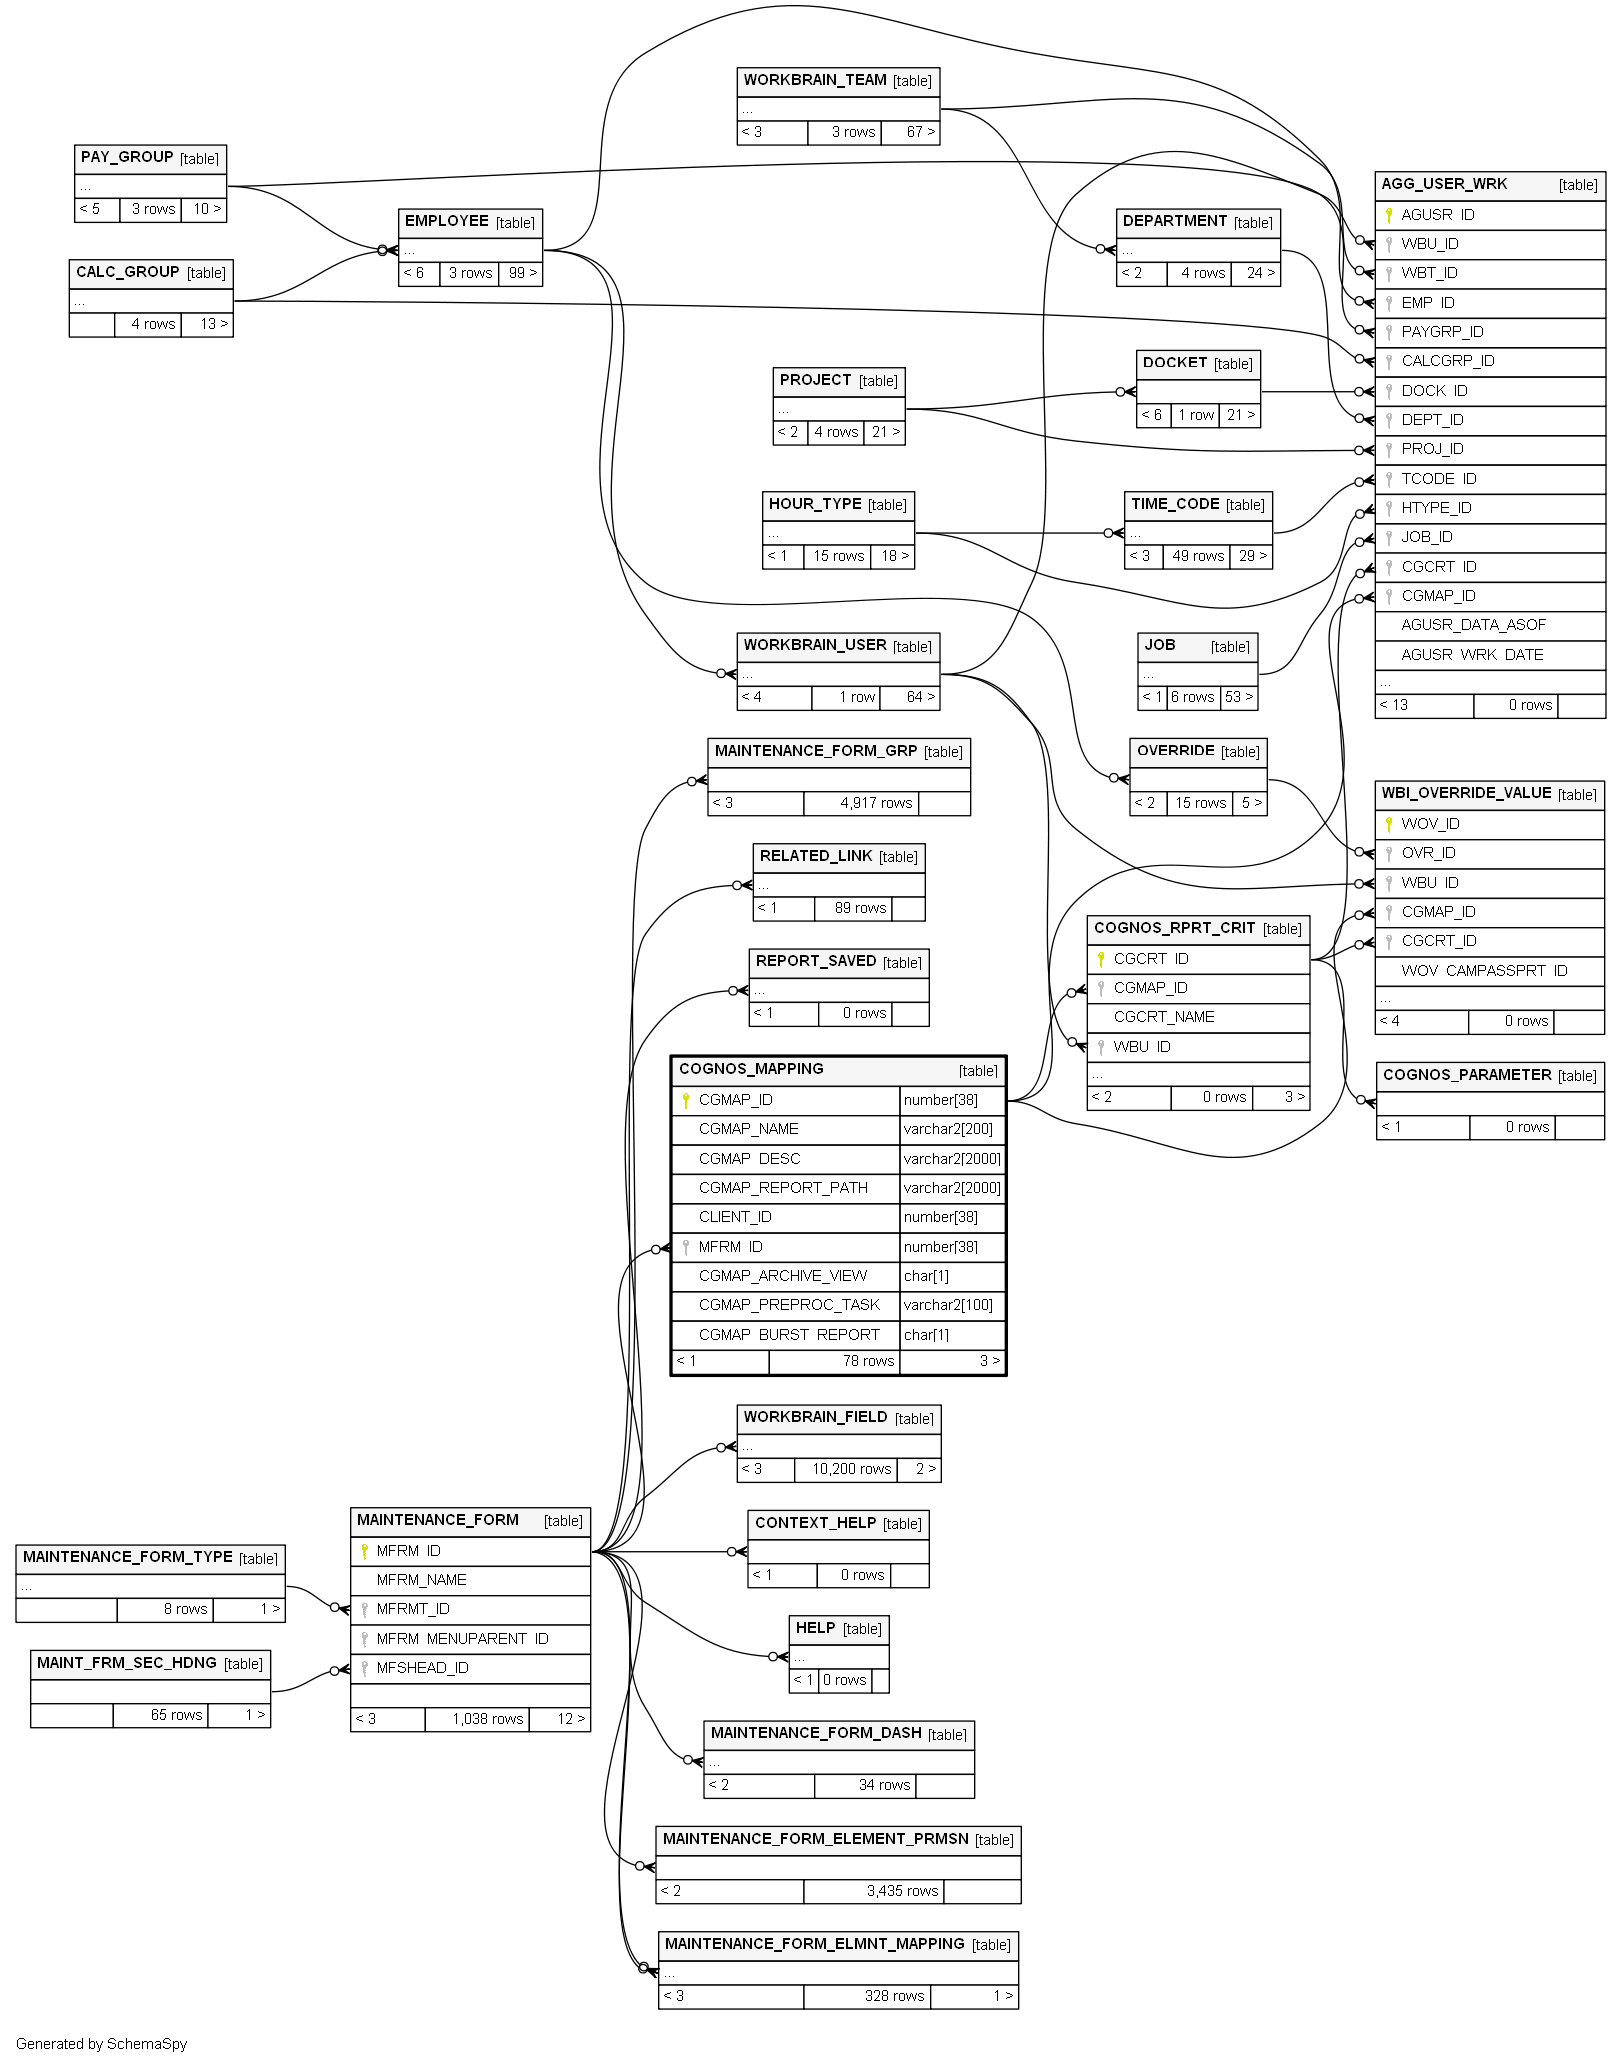 WORKBRAIN_TEAM [table]
...
< 3 3 rows 67 >
PAY_GROUP [table]
...
< 5 3 rows 10 >
CALC_GROUP [table]
...
4 rows 13 >
EMPLOYEE [table]
...
< 6 3 rows 99 >
DEPARTMENT [table]
...
< 2 4 rows 24 >
PROJECT [table]
...
< 2 4 rows 21 >
DOCKET [table]
< 6 1 row 21 >
HOUR_TYPE [table]
...
< 1 15 rows 18 >
TIME_CODE [table]
...
< 3 49 rows 29 >
WORKBRAIN_USER [table]
...
< 4 1 row 64 >
JOB [table]
...
< 1 6 rows 53 >
AGG_USER_WRK [table]
AGUSR_ID
WBU_ID
WBT_ID
EMP_ID
PAYGRP_ID
CALCGRP_ID
DOCK_ID
DEPT_ID
PROJ_ID
TCODE_ID
HTYPE_ID
JOB_ID
CGCRT_ID
CGMAP_ID
AGUSR_DATA_ASOF
AGUSR_WRK_DATE
...
< 13 0 rows
MAINTENANCE_FORM_GRP [table]
< 3 4,917 rows
OVERRIDE [table]
< 2 15 rows 5 >
WBI_OVERRIDE_VALUE [table]
WOV_ID
OVR_ID
WBU_ID
CGMAP_ID
CGCRT_ID
WOV_CAMPASSPRT_ID
...
< 4 0 rows
RELATED_LINK [table]
...
< 1 89 rows
COGNOS_RPRT_CRIT [table]
CGCRT_ID
CGMAP_ID
CGCRT_NAME
WBU_ID
...
< 2 0 rows 3 >
REPORT_SAVED [table]
...
< 1 0 rows
COGNOS_PARAMETER [table]
< 1 0 rows
COGNOS_MAPPING [table]
CGMAP_ID number[38]
CGMAP_NAME varchar2[200]
CGMAP_DESC varchar2[2000]
CGMAP_REPORT_PATH varchar2[2000]
CLIENT_ID number[38]
MFRM_ID number[38]
CGMAP_ARCHIVE_VIEW char[1]
CGMAP_PREPROC_TASK varchar2[100]
CGMAP_BURST_REPORT char[1]
< 1 78 rows 3 >
WORKBRAIN_FIELD [table]
...
< 3 10,200 rows 2 >
MAINTENANCE_FORM [table]
MFRM_ID
MFRM_NAME
MFRMT_ID
MFRM_MENUPARENT_ID
MFSHEAD_ID
< 3 1,038 rows 12 >
CONTEXT_HELP [table]
< 1 0 rows
MAINTENANCE_FORM_TYPE [table]
...
8 rows 1 >
HELP [table]
...
< 1 0 rows
MAINT_FRM_SEC_HDNG [table]
65 rows 1 >
MAINTENANCE_FORM_DASH [table]
...
< 2 34 rows
MAINTENANCE_FORM_ELEMENT_PRMSN [table]
< 2 3,435 rows
MAINTENANCE_FORM_ELMNT_MAPPING [table]
...
< 3 328 rows 1 >
Generated by SchemaSpy